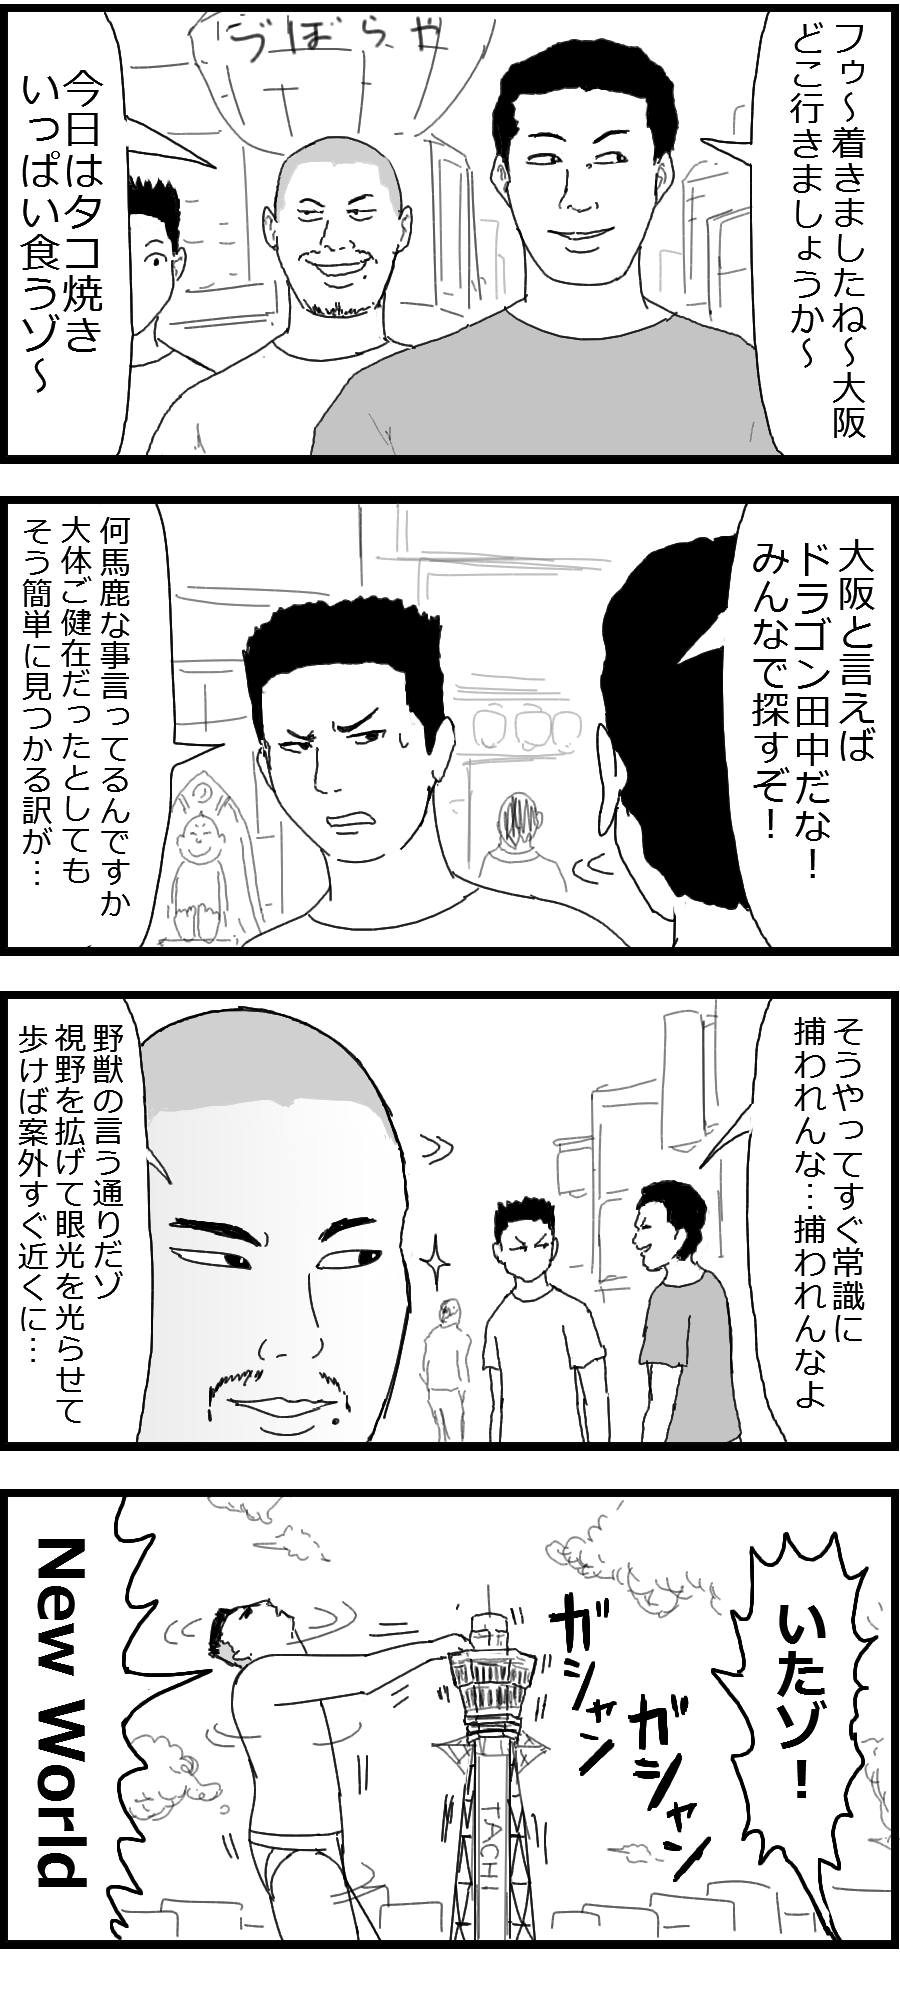 づぼらや
フゥ～着きましたね～大阪
どこ行きましょうか～
今日はタコ焼き
いっぱい食うゾ～
大阪と言えば
ドラゴン田中だな！
みんなで探すぞ！
何馬鹿な事言ってるんですか
大体ご健在だったとしても
そう簡単に見つかる訳が…
そうやってすぐ常識に
捕われんな…捕われんなよ
野獣の言う通りだゾ
視野を拡げて眼光を光らせて
歩けば案外すぐ近くに…
いたゾ！
ガシャン
ガシャン
TACHI
New World